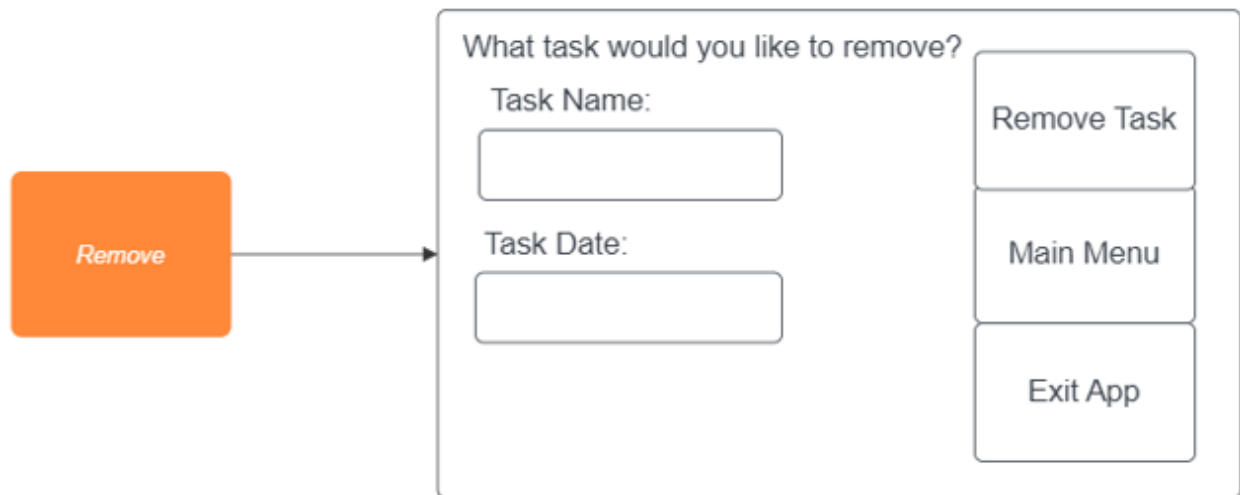 What task would you like to remove?
Task Name:
Remove Task
Remove
Task Date:
Main Menu
Exit App